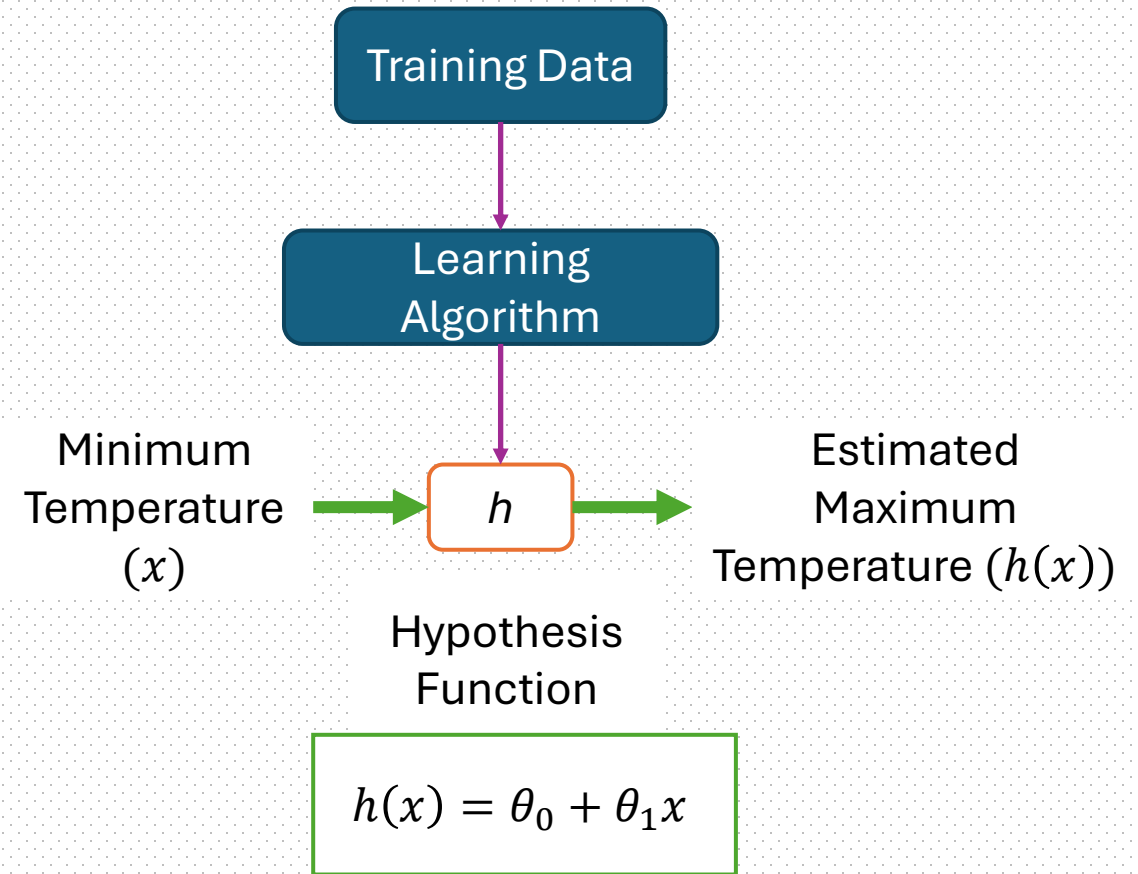 Training Data
Learning
Algorithm
Minimum
Temperature
(x)
h
Estimated
Maximum
Temperature (h(x))
Hypothesis
Function
h(x) = θ₀ + θ₁x